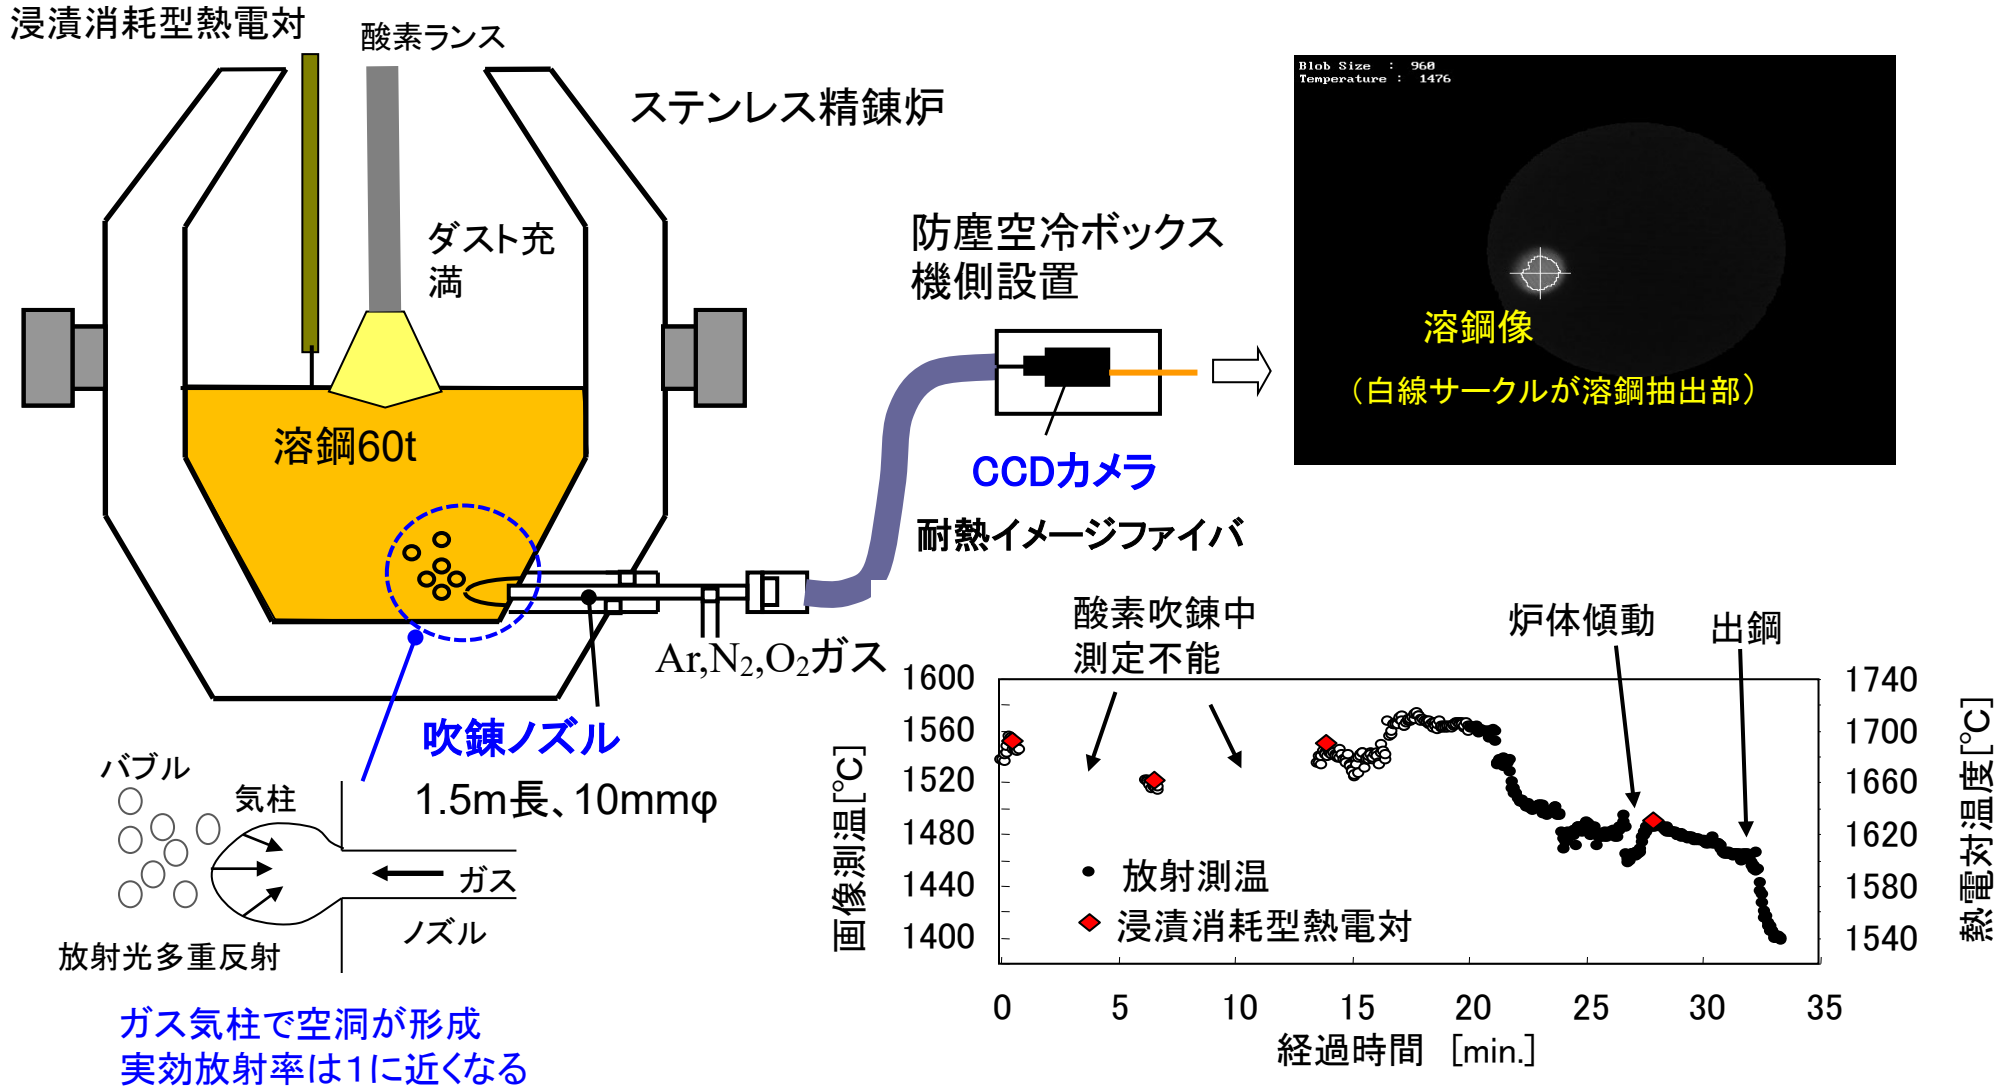 浸漬消耗型熱電対
酸素ランス
ステンレス精錬炉
ダスト充
満
溶鋼60t
防塵空冷ボックス
機側設置
CCDカメラ
耐熱イメージファイバ
Blob Size : 960
Temperature : 1476
溶鋼像
（白線サークルが溶鋼抽出部）
Ar,N₂,O₂ガス
吹錬ノズル
1.5m長、10mmφ
バブル
気柱
ガス
ノズル
放射光多重反射
ガス気柱で空洞が形成
実効放射率は１に近くなる
酸素吹錬中
測定不能
炉体傾動
出鋼
画像測温[℃]
1600
1560
1520
1480
1440
1400
1740
1700
1660
1620
1580
1540
熱電対温度[℃]
放射測温
浸漬消耗型熱電対
0 5 10 15 20 25 30 35
経過時間 [min.]